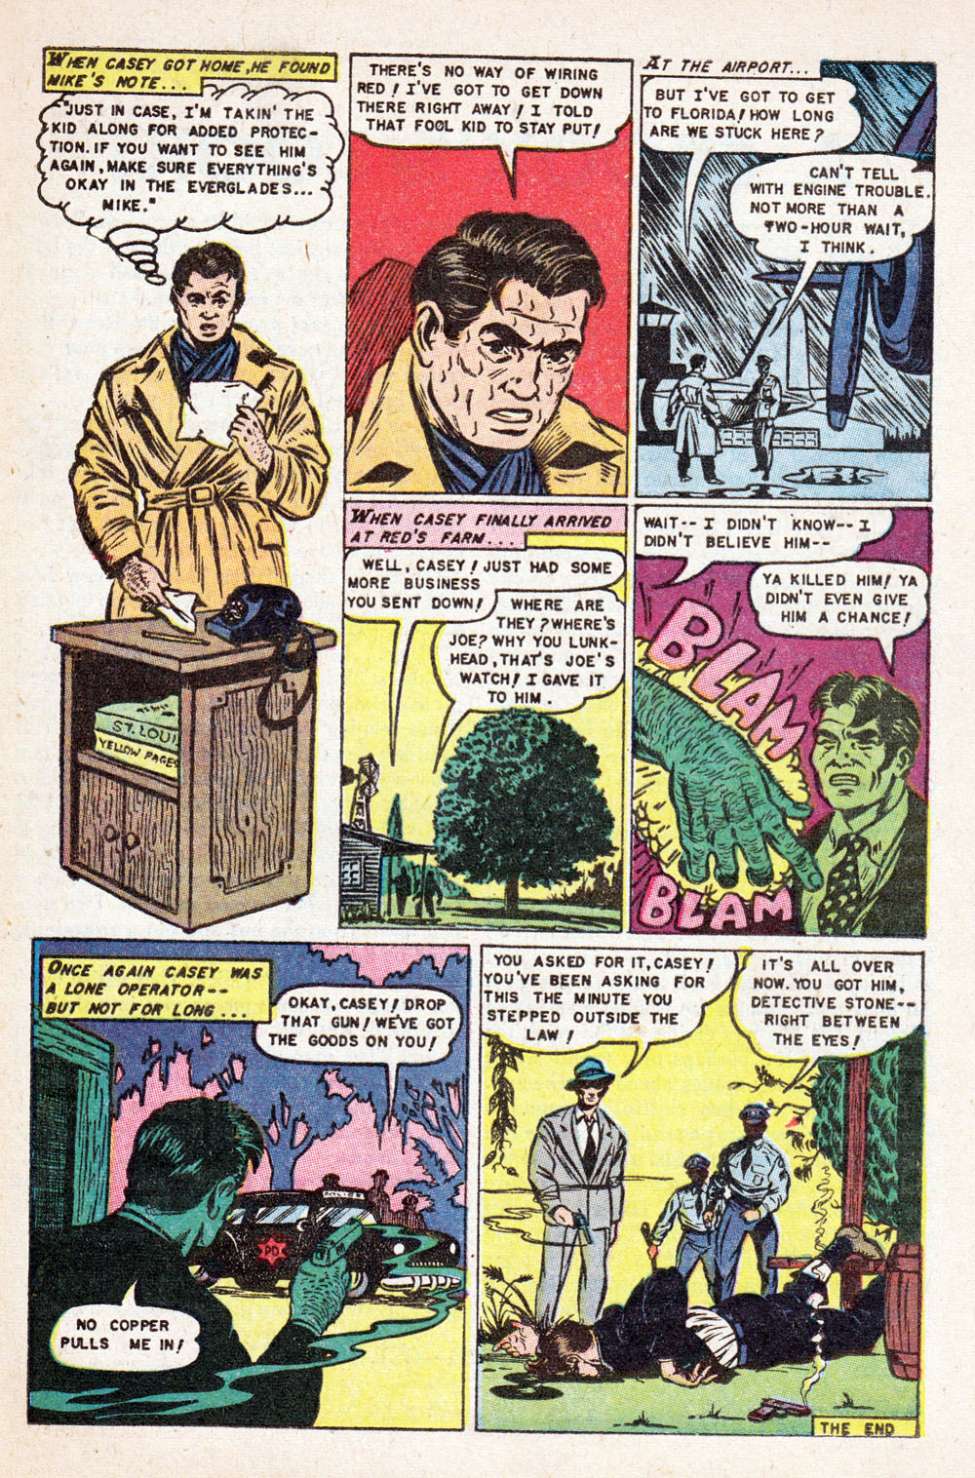 WHEN CASEY GOT HOME, HE FOUND
MIKE'S NOTE...
"JUST IN CASE, I'M TAKIN' THE
KID ALONG FOR ADDED PROTEC-
TION. IF YOU WANT TO SEE HIM
AGAIN, MAKE SURE EVERYTHING'S
OKAY IN THE EVERGLADES...
MIKE."
ST. LOUI
YELLOW PAGES
THERE'S NO WAY OF WIRING
RED! I'VE GOT TO GET DOWN
THERE RIGHT AWAY! I TOLD
THAT FOOL KID TO STAY PUT!
AT THE AIRPORT...
BUT I'VE GOT TO GET
TO FLORIDA! HOW LONG
ARE WE STUCK HERE?
CAN'T TELL
WITH ENGINE TROUBLE.
NOT MORE THAN A
TWO-HOUR WAIT,
I THINK.
WHEN CASEY FINALLY ARRIVED
AT RED'S FARM...
WELL, CASEY! JUST HAD SOME
MORE BUSINESS
YOU SENT DOWN!
WHERE ARE
THEY? WHERE'S
JOE? WHY YOU LUNK-
HEAD, THAT'S JOE'S
WATCH! I GAVE IT
TO HIM.
WAIT-- I DIDN'T KNOW-- I
DIDN'T BELIEVE HIM--
YA KILLED HIM! YA
DIDN'T EVEN GIVE
HIM A CHANCE!
BLAM
BLAM
BLAM
ONCE AGAIN CASEY WAS
A LONE OPERATOR--
BUT NOT FOR LONG...
OKAY, CASEY! DROP
THAT GUN! WE'VE GOT
THE GOODS ON YOU!
POLICE
PD
NO COPPER
PULLS ME IN!
YOU ASKED FOR IT, CASEY!
YOU'VE BEEN ASKING FOR
THIS THE MINUTE YOU
STEPPED OUTSIDE THE
LAW!
IT'S ALL OVER
NOW. YOU GOT HIM,
DETECTIVE STONE--
RIGHT BETWEEN
THE EYES!
THE END